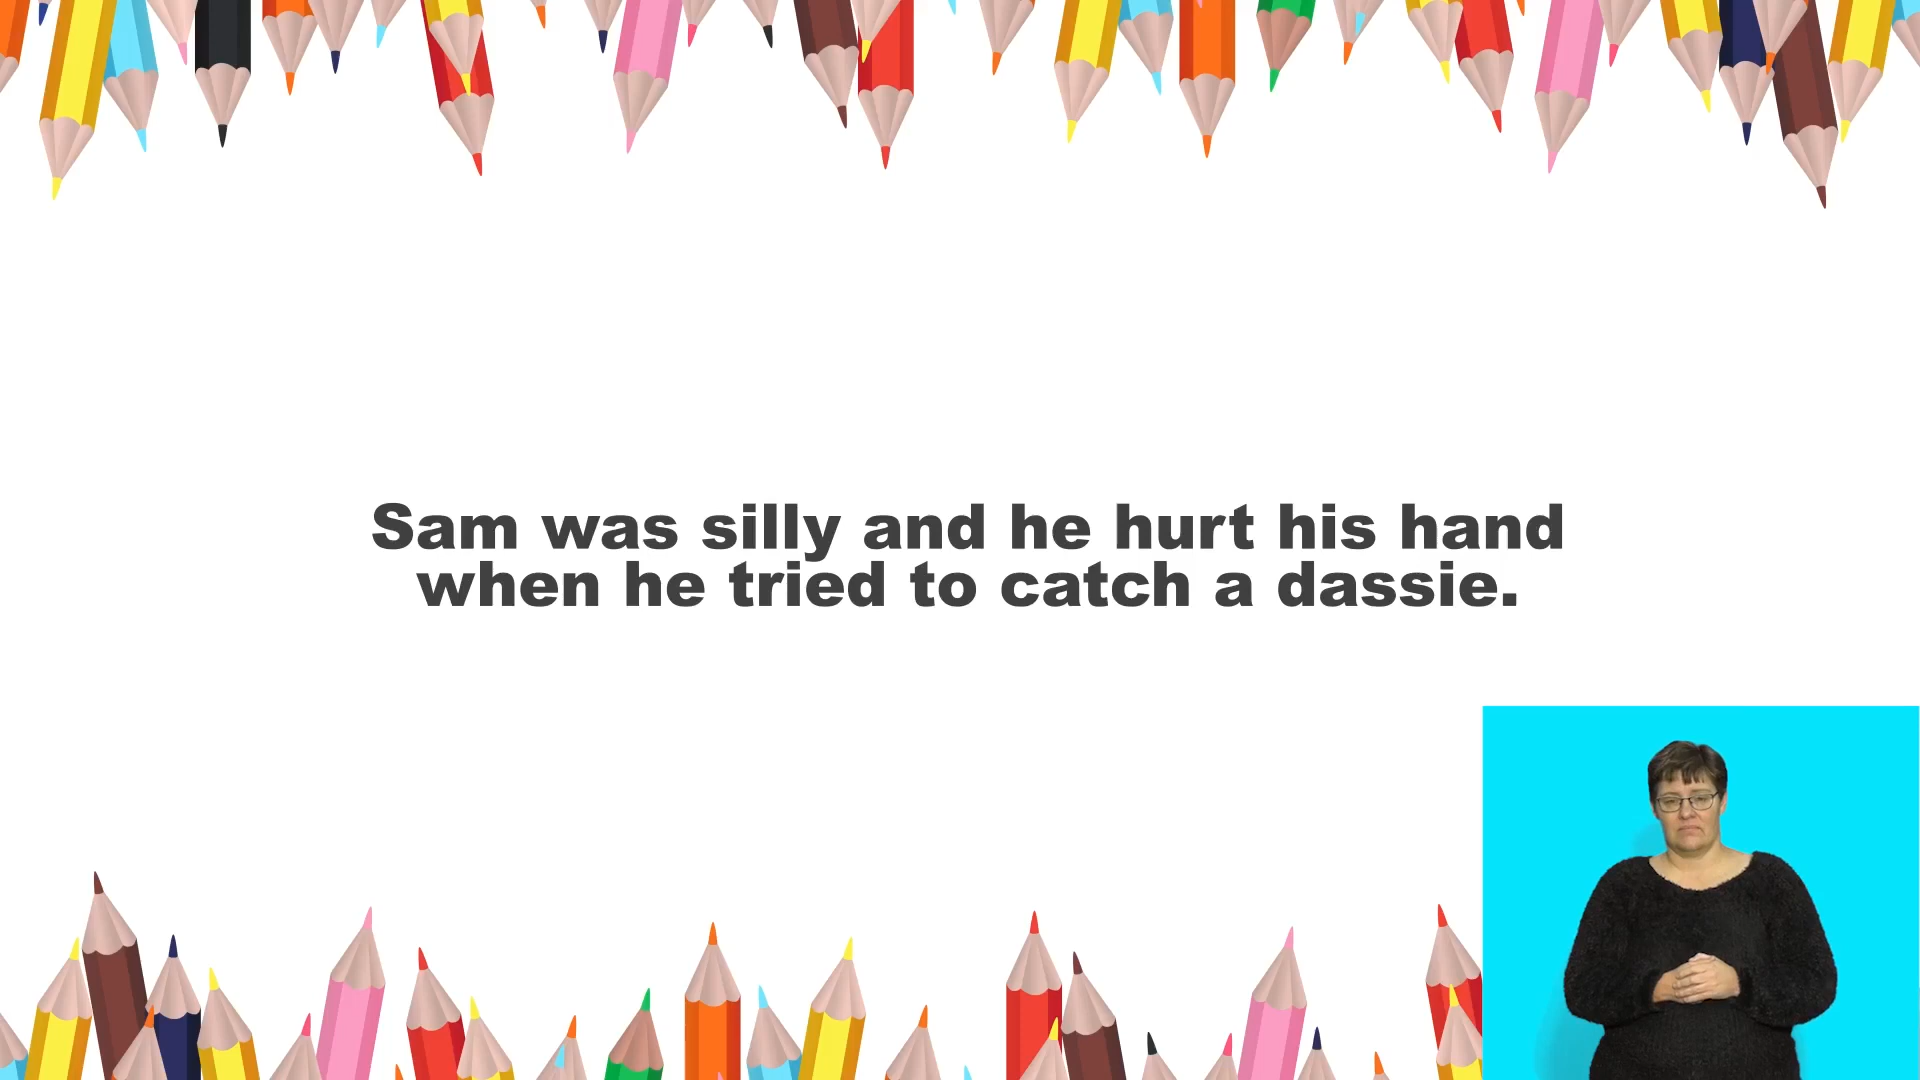 Sam was silly and he hurt his hand
when he tried to catch a dassie.